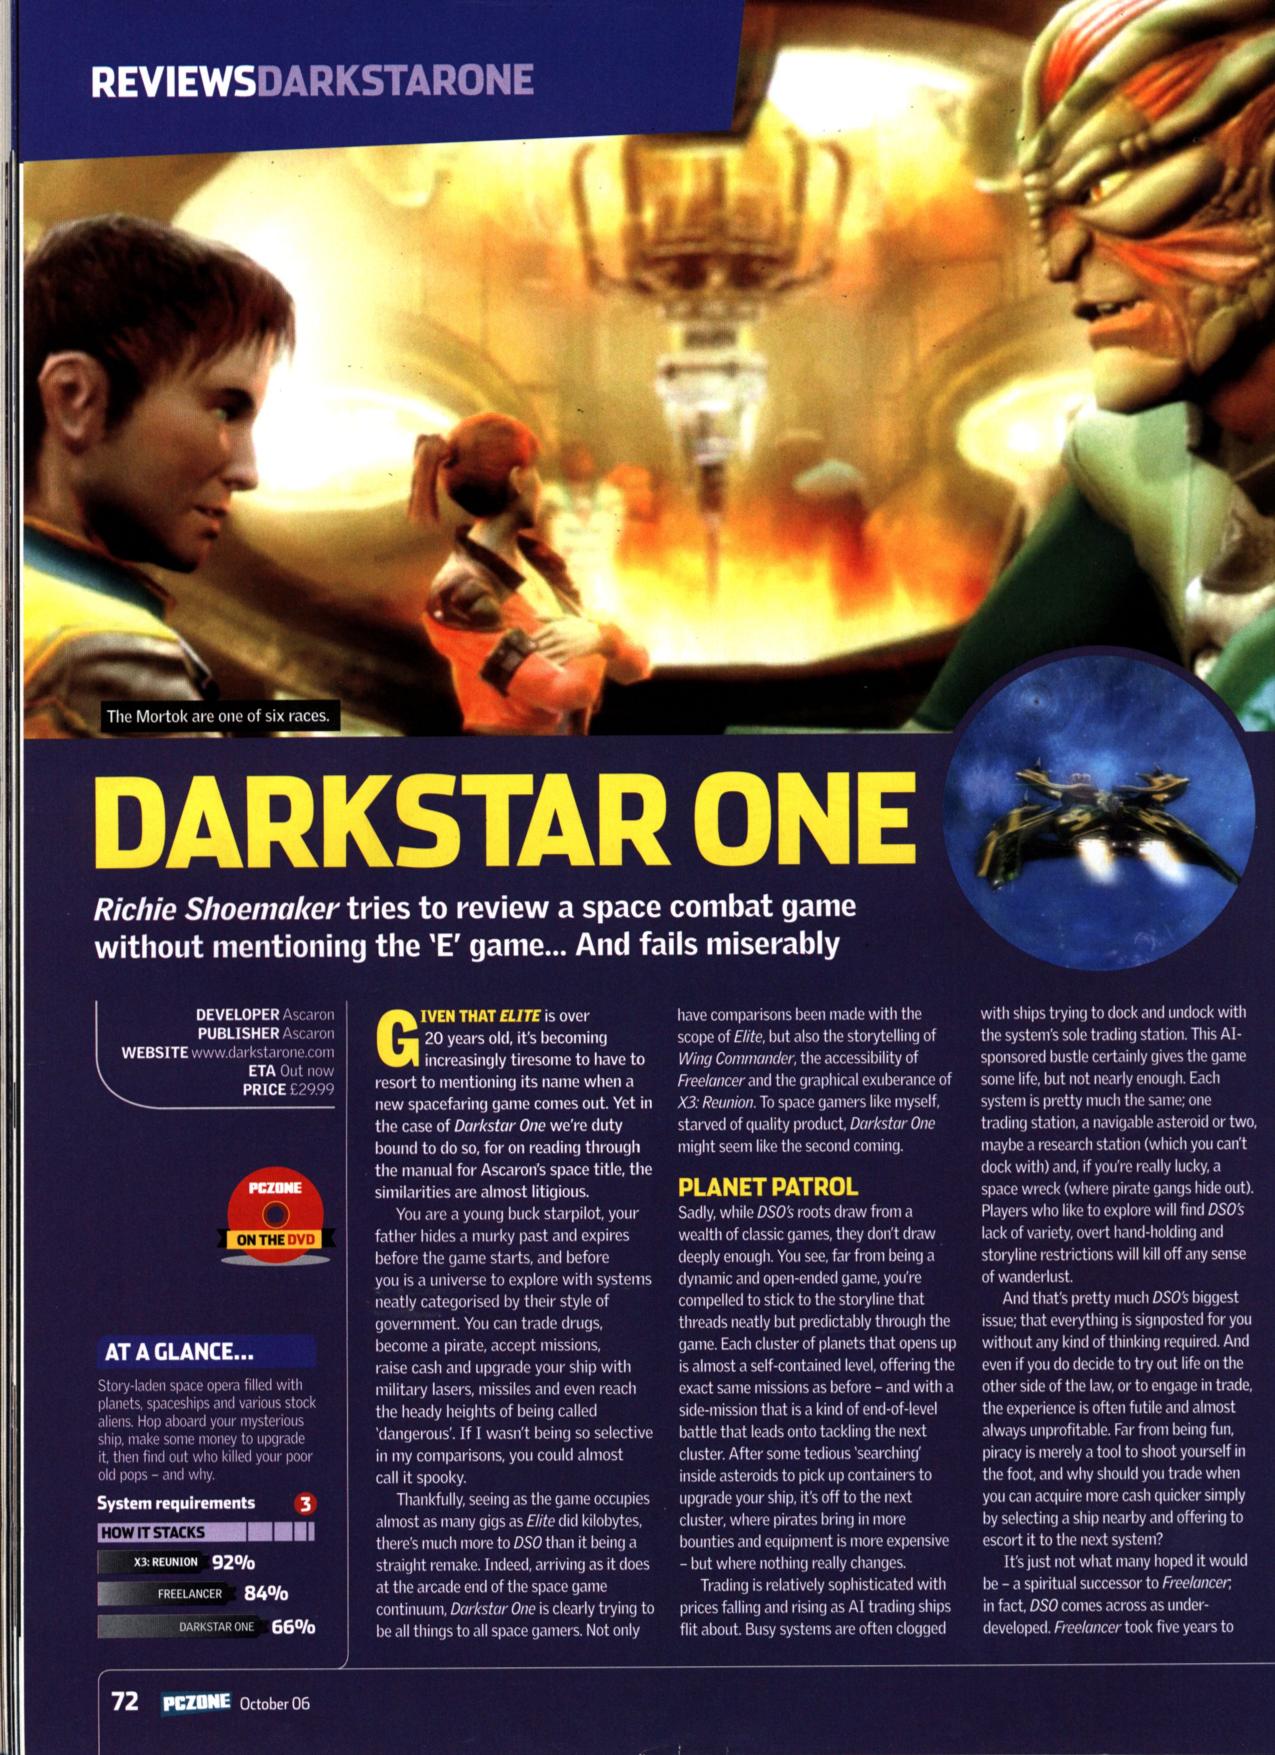 REVIEWSDARKSTARONE
The Mortok are one of six races.
DARKSTAR ONE
Richie Shoemaker tries to review a space combat game
without mentioning the ‘E’ game... And fails miserably
DEVELOPER Ascaron
PUBLISHER Ascaron
WEBSITE www.darkstarone.com
ETA Out now
PRICE £29.99
PCZONE
ON THE DVD
AT A GLANCE...
Story-laden space opera filled with
planets, spaceships and various stock
aliens. Hop aboard your mysterious
ship, make some money to upgrade
it, then find out who killed your poor
old pops – and why.
System requirements 3
HOW IT STACKS
X3: REUNION 92%
FREELANCER 84%
DARKSTAR ONE 66%
GIVEN THAT ELITE is over
20 years old, it's becoming
increasingly tiresome to have to
resort to mentioning its name when a
new spacefaring game comes out. Yet in
the case of Darkstar One we're duty
bound to do so, for on reading through
the manual for Ascaron's space title, the
similarities are almost litigious.
You are a young buck starpilot, your
father hides a murky past and expires
before the game starts, and before
you is a universe to explore with systems
neatly categorised by their style of
government. You can trade drugs,
become a pirate, accept missions,
raise cash and upgrade your ship with
military lasers, missiles and even reach
the heady heights of being called
'dangerous'. If I wasn't being so selective
in my comparisons, you could almost
call it spooky.
Thankfully, seeing as the game occupies
almost as many gigs as Elite did kilobytes,
there's much more to DSO than it being a
straight remake. Indeed, arriving as it does
at the arcade end of the space game
continuum, Darkstar One is clearly trying to
be all things to all space gamers. Not only
have comparisons been made with the
scope of Elite, but also the storytelling of
Wing Commander, the accessibility of
Freelancer and the graphical exuberance of
X3: Reunion. To space gamers like myself,
starved of quality product, Darkstar One
might seem like the second coming.
PLANET PATROL
Sadly, while DSO's roots draw from a
wealth of classic games, they don't draw
deeply enough. You see, far from being a
dynamic and open-ended game, you're
compelled to stick to the storyline that
threads neatly but predictably through the
game. Each cluster of planets that opens up
is almost a self-contained level, offering the
exact same missions as before – and with a
side-mission that is a kind of end-of-level
battle that leads onto tackling the next
cluster. After some tedious 'searching'
inside asteroids to pick up containers to
upgrade your ship, it's off to the next
cluster, where pirates bring in more
bounties and equipment is more expensive
– but where nothing really changes.
Trading is relatively sophisticated with
prices falling and rising as AI trading ships
flit about. Busy systems are often clogged
with ships trying to dock and undock with
the system's sole trading station. This AI-
sponsored bustle certainly gives the game
some life, but not nearly enough. Each
system is pretty much the same; one
trading station, a navigable asteroid or two,
maybe a research station (which you can't
dock with) and, if you're really lucky, a
space wreck (where pirate gangs hide out).
Players who like to explore will find DSO's
lack of variety, overt hand-holding and
storyline restrictions will kill off any sense
of wanderlust.
And that's pretty much DSO's biggest
issue; that everything is signposted for you
without any kind of thinking required. And
even if you do decide to try out life on the
other side of the law, or to engage in trade,
the experience is often futile and almost
always unprofitable. Far from being fun,
piracy is merely a tool to shoot yourself in
the foot, and why should you trade when
you can acquire more cash quicker simply
by selecting a ship nearby and offering to
escort it to the next system?
It's just not what many hoped it would
be – a spiritual successor to Freelancer;
in fact, DSO comes across as under-
developed. Freelancer took five years to
72 PCZONE October 06